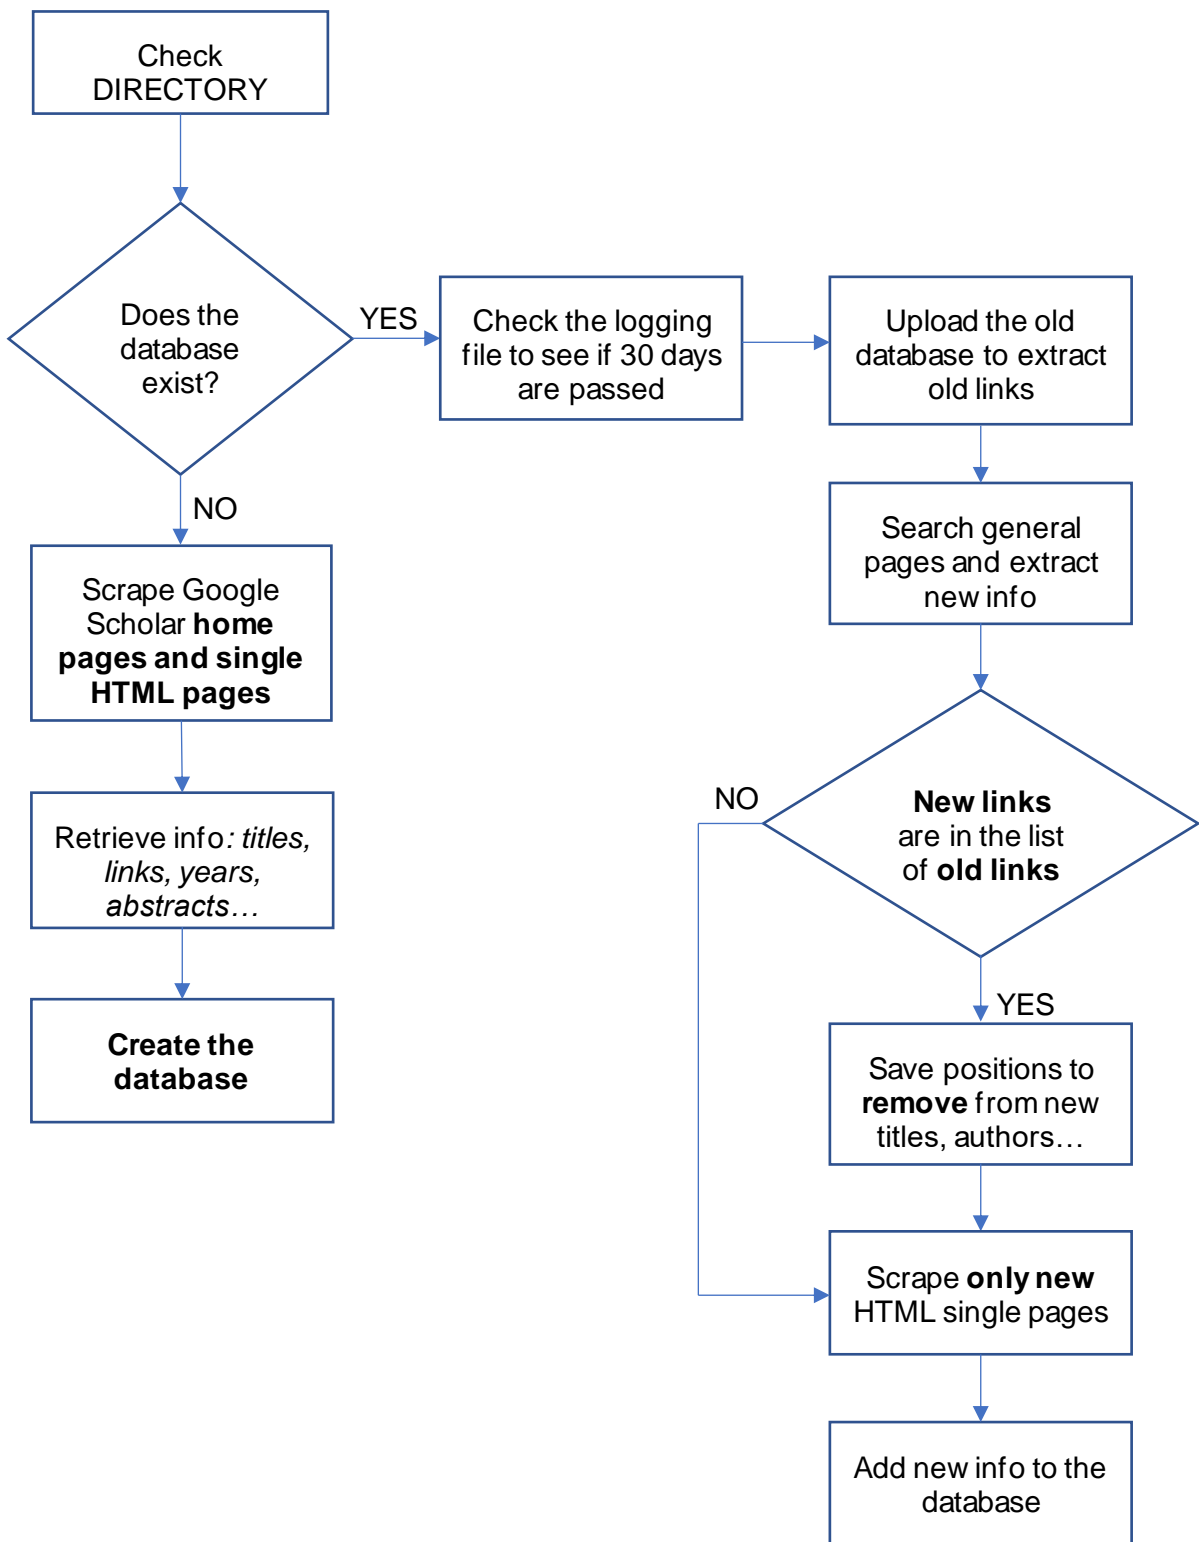 Check
DIRECTORY
Does the
database
exist?
YES
Check the logging
file to see if 30 days
are passed
Upload the old
database to extract
old links
NO
Scrape Google
Scholar home
pages and single
HTML pages
Retrieve info: titles,
links, years,
abstracts…
Create the
database
Search general
pages and extract
new info
NO
New links
are in the list
of old links
YES
Save positions to
remove from new
titles, authors…
Scrape only new
HTML single pages
Add new info to the
database